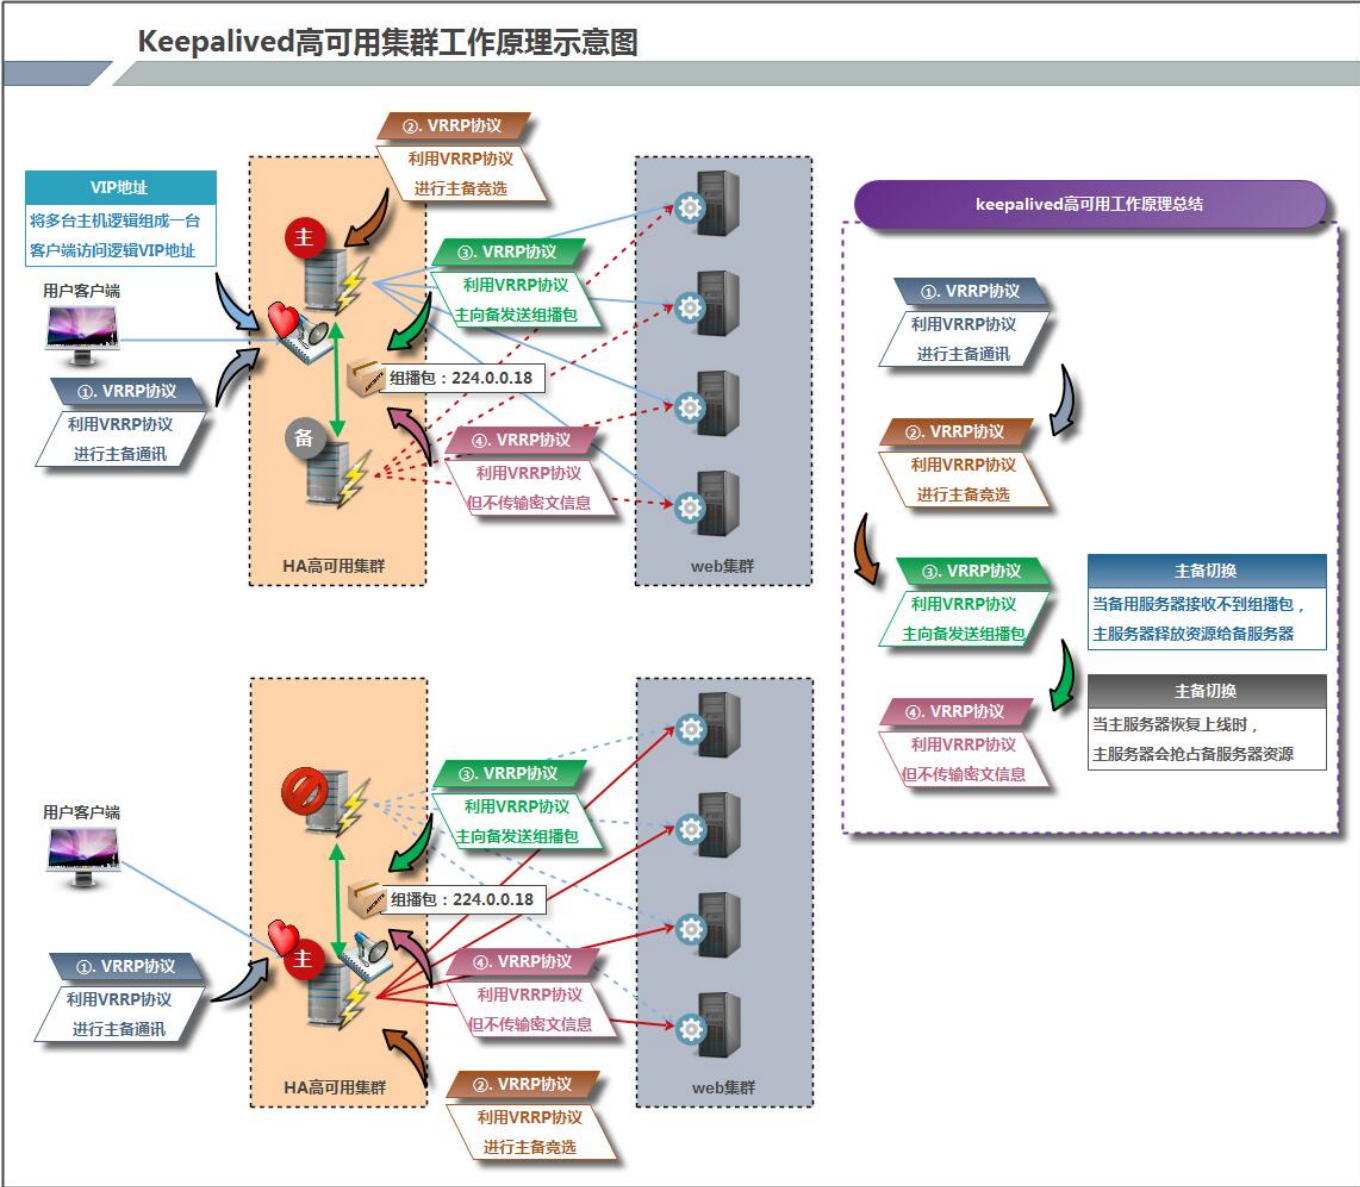 Keepalived高可用集群工作原理示意图
②. VRRP协议
利用VRRP协议
进行主备竞选
VIP地址
将多台主机逻辑组成一台
客户端访问逻辑VIP地址
主
③. VRRP协议
利用VRRP协议
主向备发送组播包
用户客户端
组播包：224.0.0.18
①. VRRP协议
利用VRRP协议
进行主备通讯
备
④. VRRP协议
利用VRRP协议
但不传输密文信息
HA高可用集群
web集群
③. VRRP协议
利用VRRP协议
主向备发送组播包
用户客户端
组播包：224.0.0.18
主
①. VRRP协议
利用VRRP协议
进行主备通讯
④. VRRP协议
利用VRRP协议
但不传输密文信息
HA高可用集群
web集群
②. VRRP协议
利用VRRP协议
进行主备竞选
keepalived高可用工作原理总结
①. VRRP协议
利用VRRP协议
进行主备通讯
②. VRRP协议
利用VRRP协议
进行主备竞选
③. VRRP协议
利用VRRP协议
主向备发送组播包
主备切换
当备用服务器接收不到组播包，
主服务器释放资源给备服务器
④. VRRP协议
利用VRRP协议
但不传输密文信息
主备切换
当主服务器恢复上线时，
主服务器会抢占备服务器资源